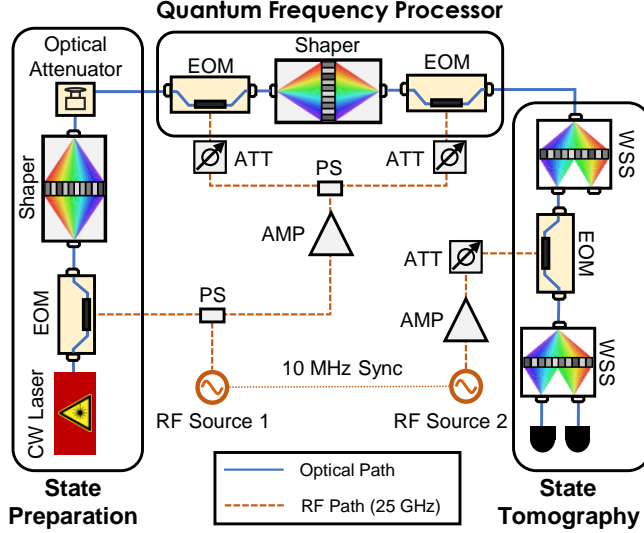 Quantum Frequency Processor
Optical
Attenuator
EOM
Shaper
EOM
ATT
PS
ATT
Shaper
AMP
WSS
EOM
ATT
EOM
PS
AMP
WSS
CW Laser
10 MHz Sync
RF Source 1
RF Source 2
Optical Path
RF Path (25 GHz)
State
Preparation
State
Tomography